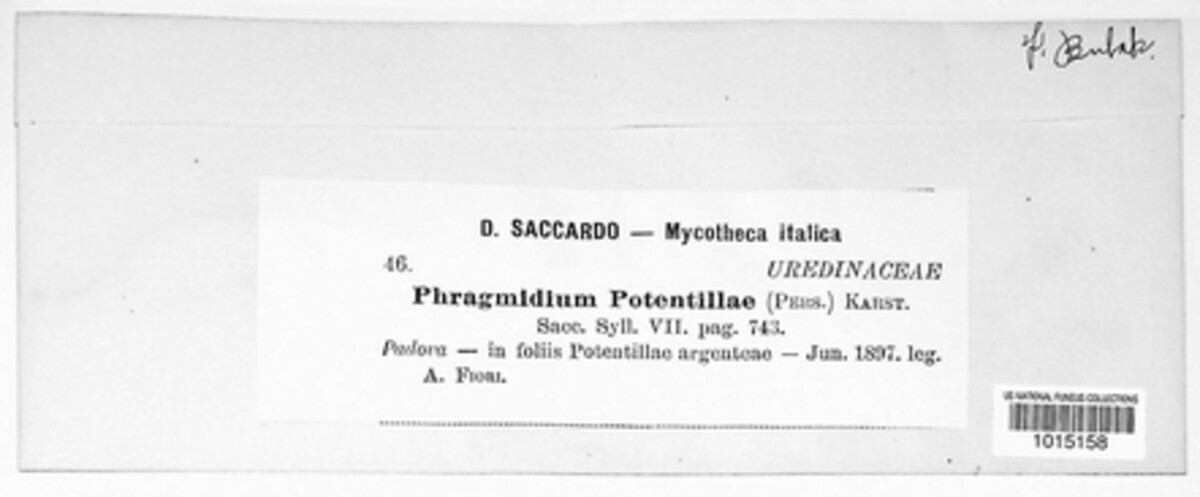 D. SACCARDO — Mycotheca italica
46.
UREDINACEAE
Phragmidium Potentillae (PERS.) KARST.
Sacc. Syll. VII. pag. 743.
Padova — in foliis Potentillae argenteae — Jun. 1897. leg.
A. FIORI.
US NATIONAL FUNGUS COLLECTIONS
1015158